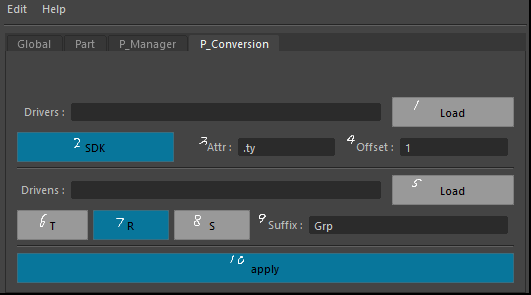 Edit Help
Global Part P_Manager P_Conversion
Drivers : 1 Load
2 SDK 3 Attr : .ty 4 Offset : 1
Drivens : 5 Load
6 T 7 R 8 S 9 Suffix : Grp
10 apply